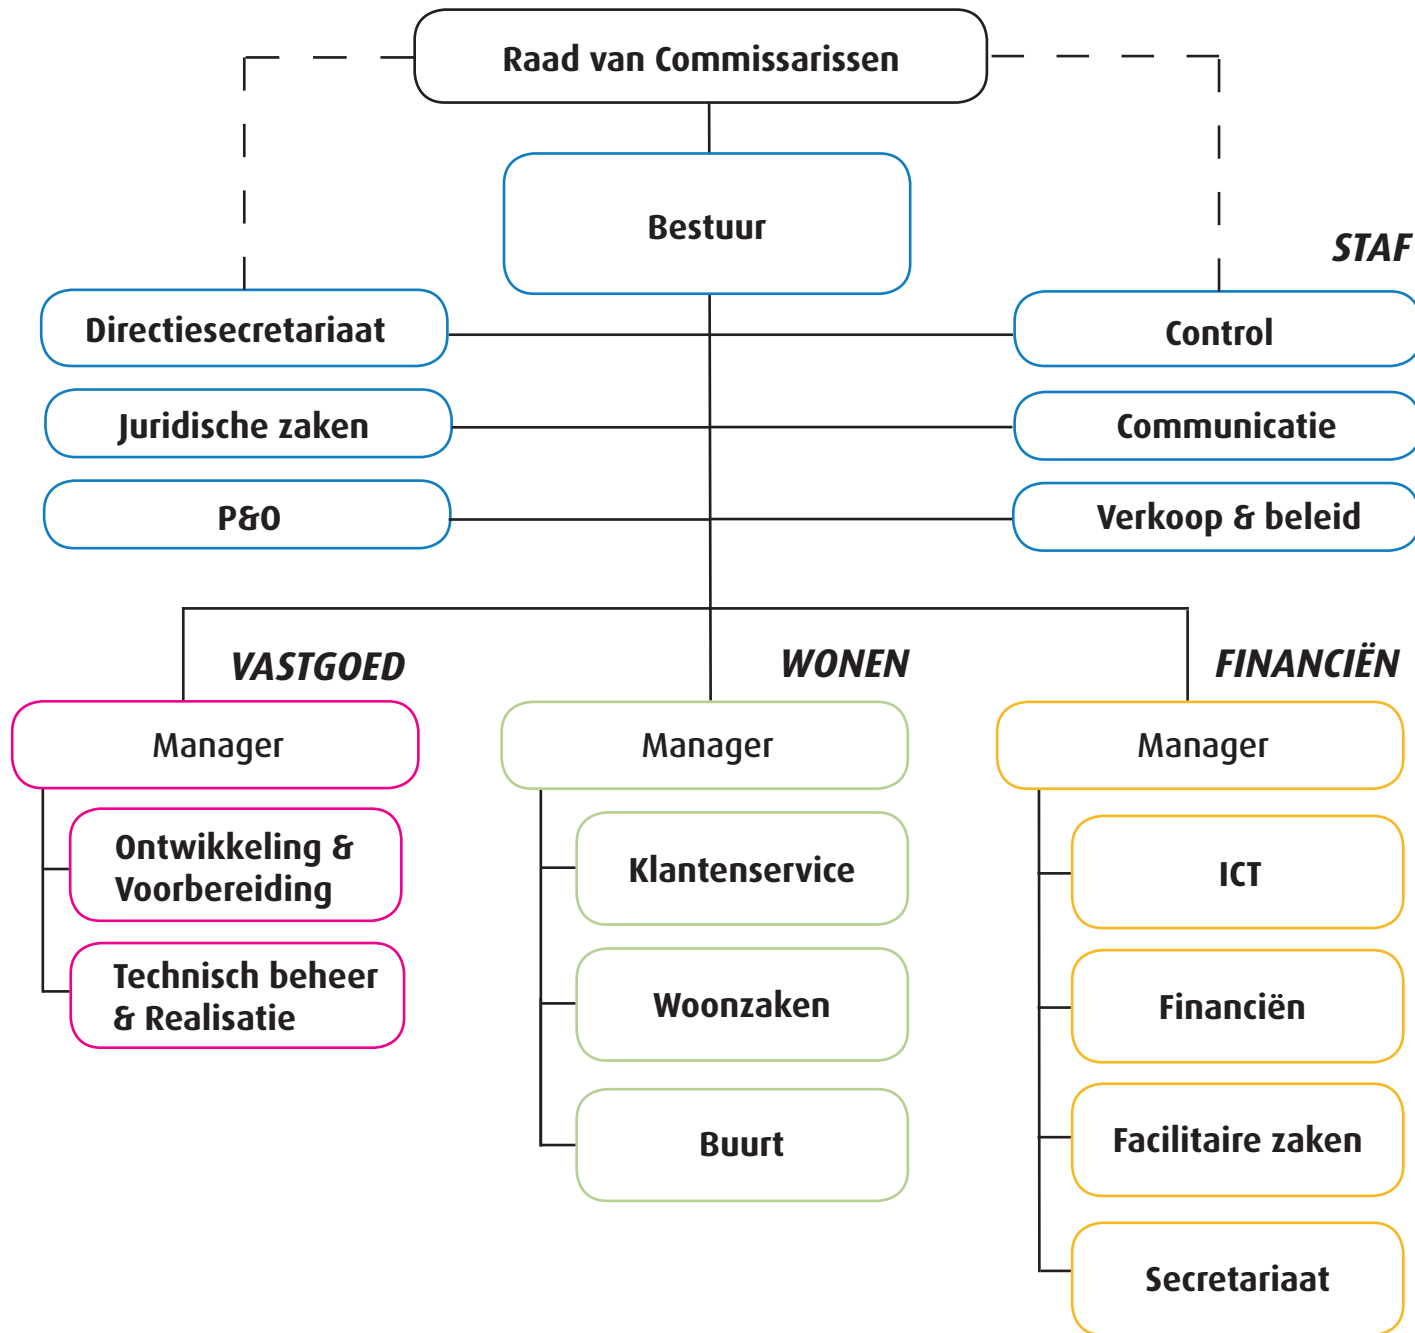 Raad van Commissarissen
Bestuur
STAF
Directiesecretariaat
Control
Juridische zaken
Communicatie
P&O
Verkoop & beleid
VASTGOED
Manager
Ontwikkeling &
Voorbereiding
Technisch beheer
& Realisatie
WONEN
Manager
Klantenservice
Woonzaken
Buurt
FINANCIËN
Manager
ICT
Financiën
Facilitaire zaken
Secretariaat